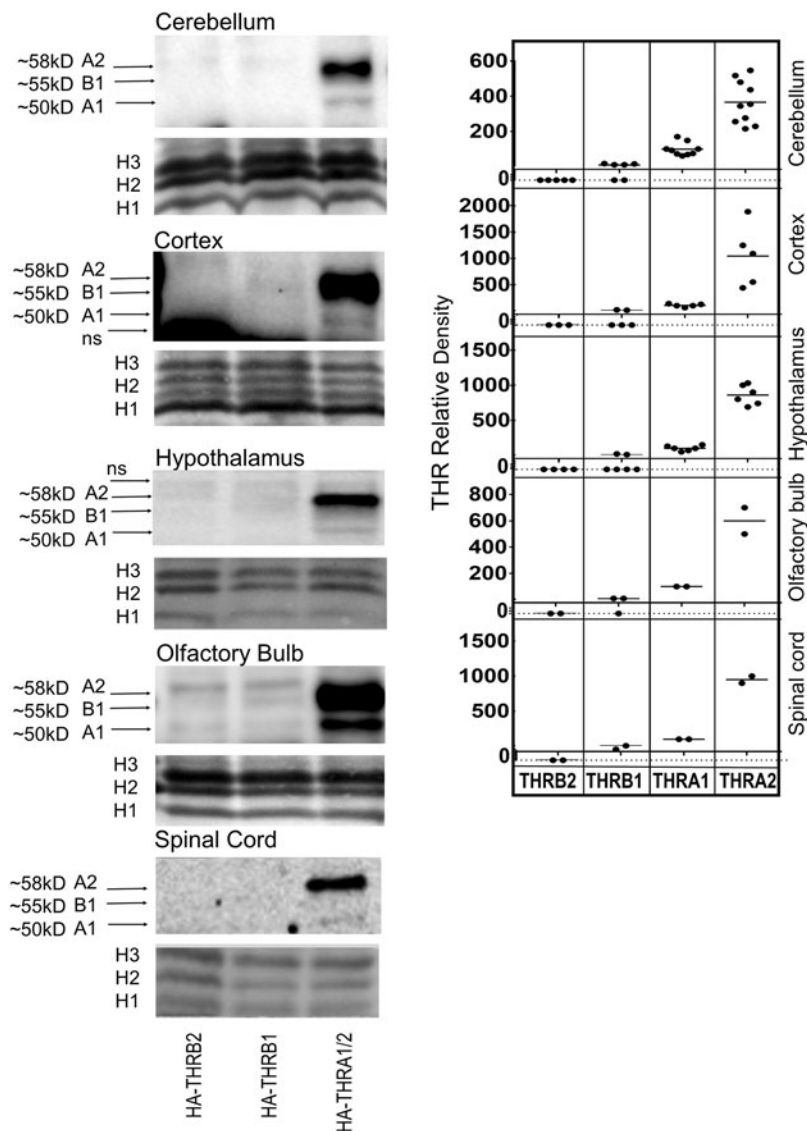 Cerebellum
~58kD A2
~55kD B1
~50kD A1
H3
H2
H1
Cortex
~58kD A2
~55kD B1
~50kD A1
ns
H3
H2
H1
Hypothalamus
ns
~58kD A2
~55kD B1
~50kD A1
H3
H2
H1
Olfactory Bulb
~58kD A2
~55kD B1
~50kD A1
H3
H2
H1
Spinal Cord
~58kD A2
~55kD B1
~50kD A1
H3
H2
H1
HA-THRB2
HA-THRB1
HA-THRA1/2
THR Relative Density
600
400
200
0
Cerebellum
2000
1500
1000
500
0
Cortex
1500
1000
500
0
Hypothalamus
800
600
400
200
0
Olfactory bulb
1500
1000
500
0
Spinal cord
THRB2 THRB1 THRA1 THRA2